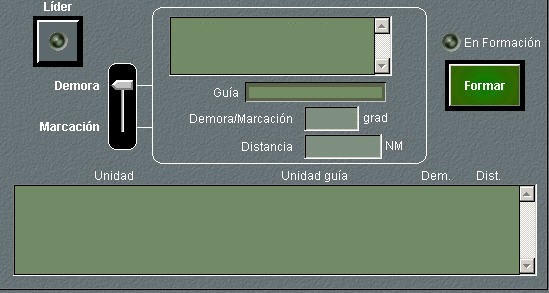 Líder
En Formación
Demora
Formar
Guía
Demora/Marcación grad
Marcación
Distancia NM
Unidad Unidad guía Dem. Dist.